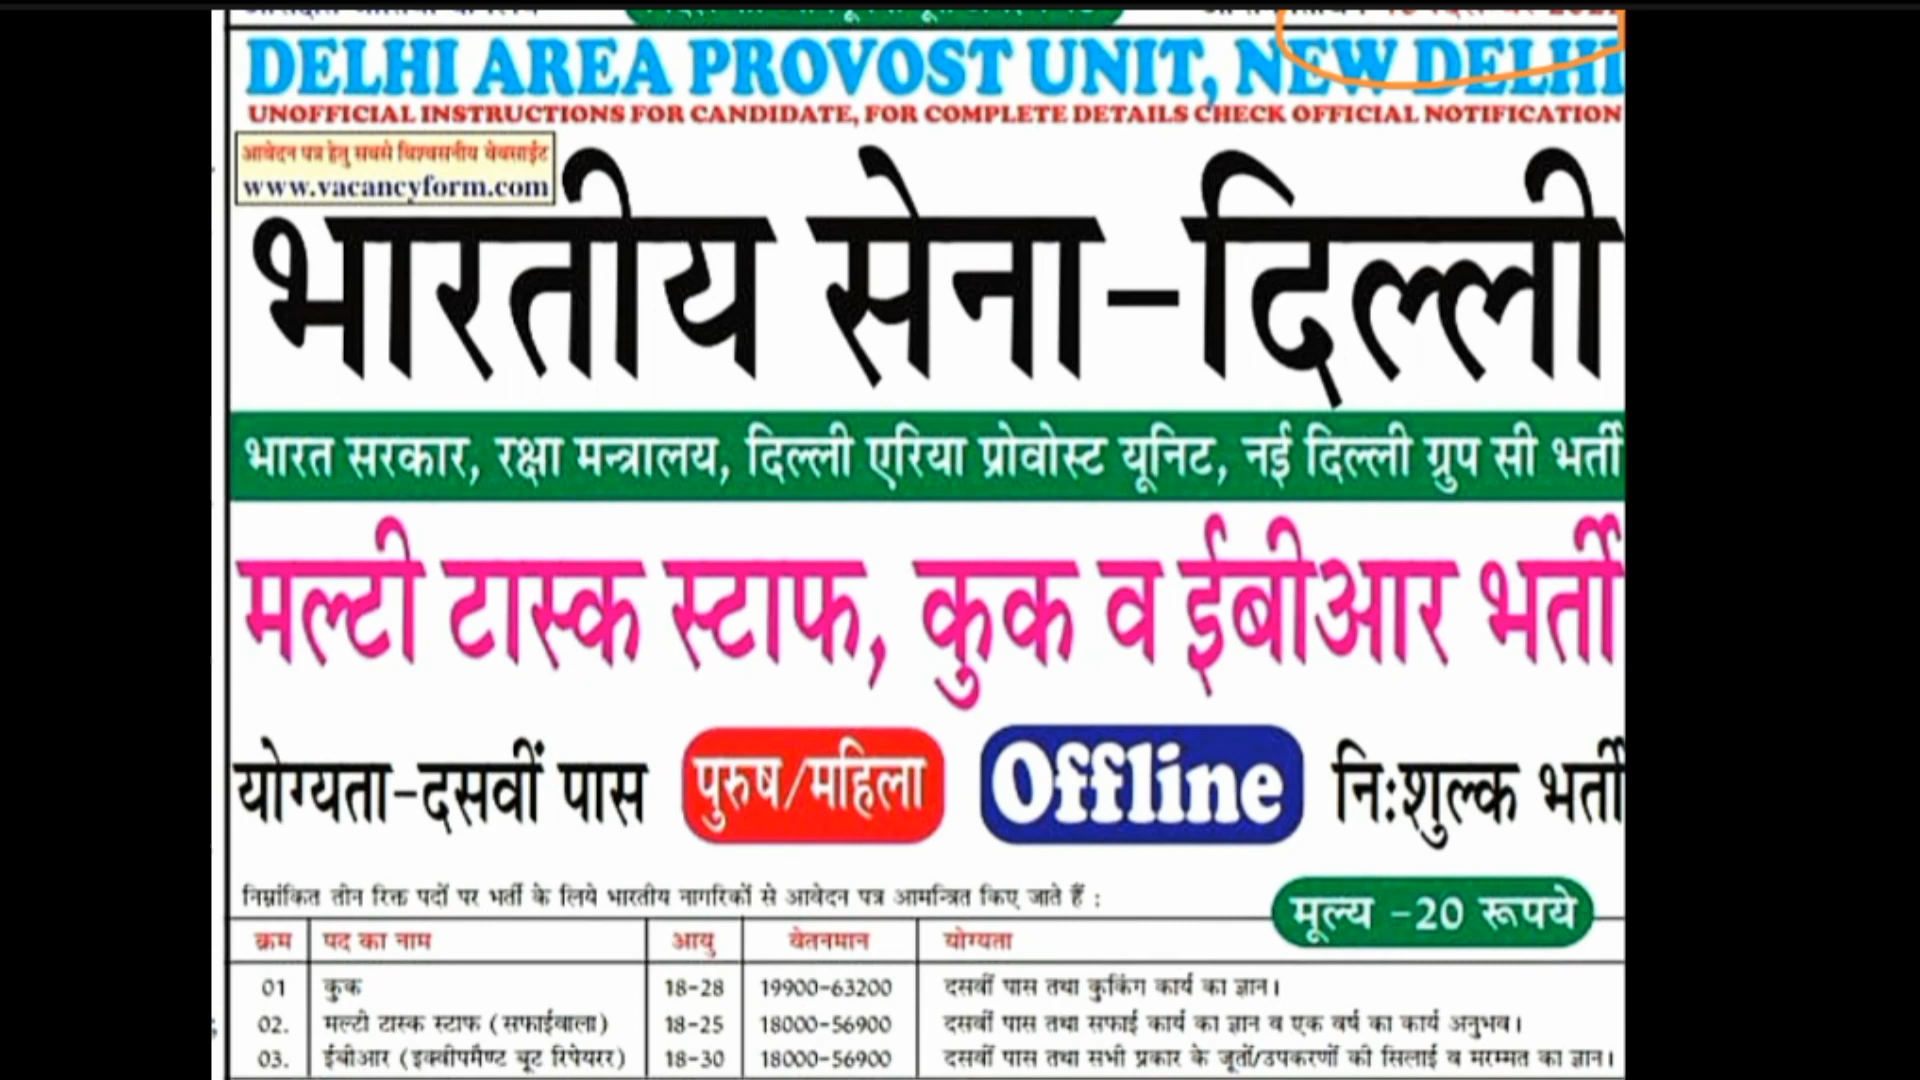 DELHI AREA PROVOST UNIT, NEW DELHI
UNOFFICIAL INSTRUCTIONS FOR CANDIDATE, FOR COMPLETE DETAILS CHECK OFFICIAL NOTIFICATION
आवेदन पत्र हेतु सबसे विश्वसनीय वेबसाईट
www.vacancyform.com
भारतीय सेना-दिल्ली
भारत सरकार, रक्षा मन्त्रालय, दिल्ली एरिया प्रोवोस्ट यूनिट, नई दिल्ली ग्रुप सी भर्ती
मल्टी टास्क स्टाफ, कुक व ईबीआर भर्ती
योग्यता-दसवीं पास पुरुष/महिला Offline नि:शुल्क भर्ती
निम्नांकित तीन रिक्त पदों पर भर्ती के लिये भारतीय नागरिकों से आवेदन पत्र आमन्त्रित किए जाते हैं :
मूल्य -20 रूपये
क्रम पद का नाम आयु वेतनमान योग्यता
01 कुक 18-28 19900-63200 दसवीं पास तथा कुकिंग कार्य का ज्ञान।
02. मल्टी टास्क स्टाफ (सफाईवाला) 18-25 18000-56900 दसवीं पास तथा सफाई कार्य का ज्ञान व एक वर्ष का कार्य अनुभव।
03. ईबीआर (इक्वीपमैण्ट बूट रिपेयरर) 18-30 18000-56900 दसवीं पास तथा सभी प्रकार के जूतों/उपकरणों की सिलाई व मरम्मत का ज्ञान।